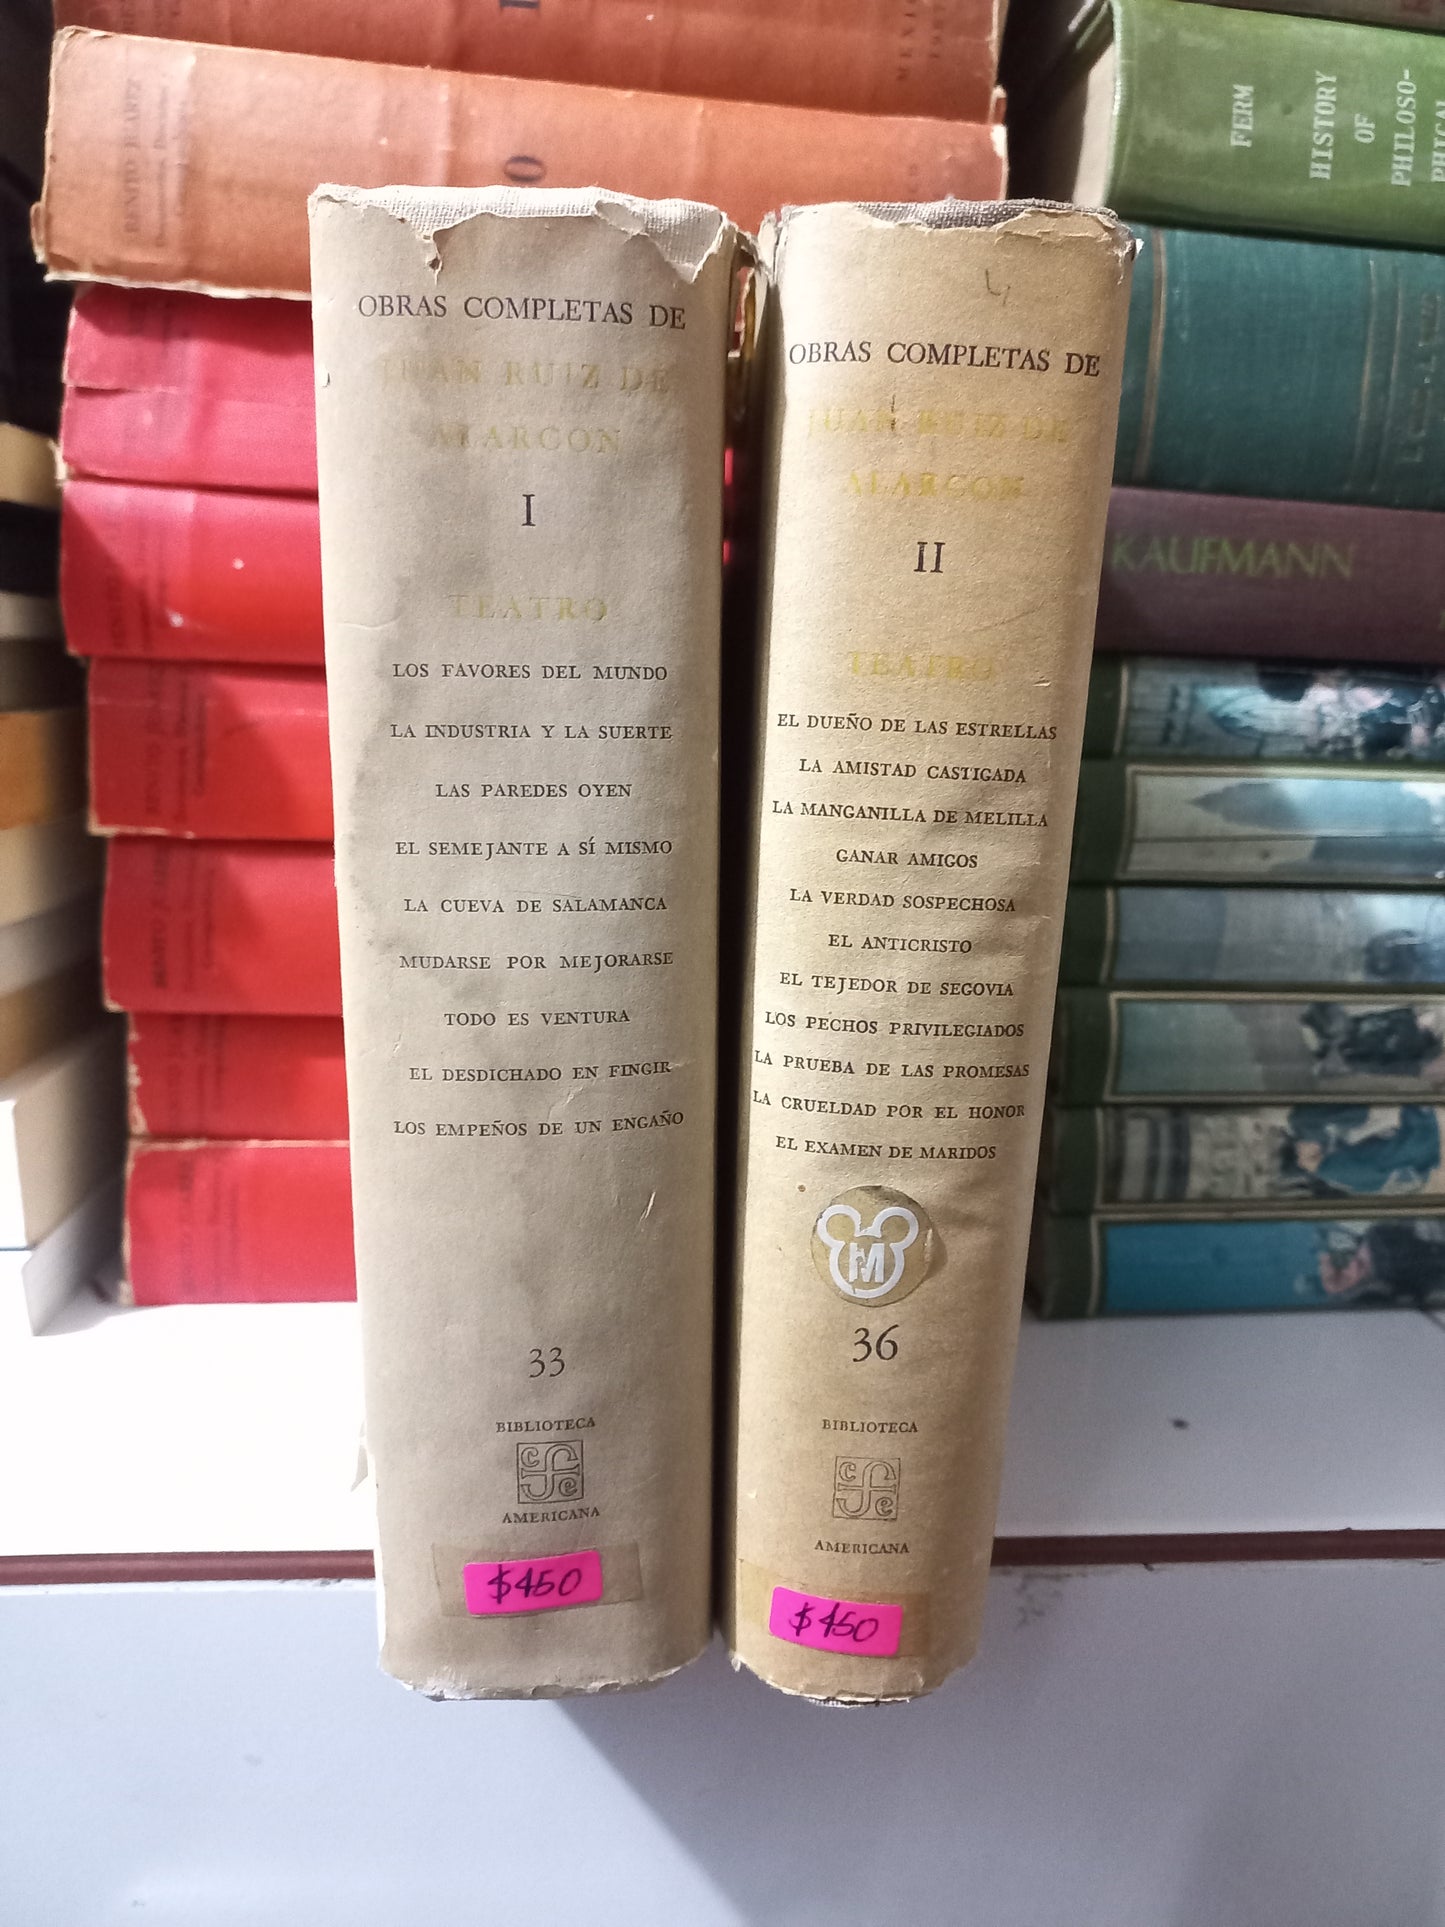 OBRAS COMPLETAS DE
JUAN RUIZ DE
ALARCON
I
TEATRO
LOS FAVORES DEL MUNDO
LA INDUSTRIA Y LA SUERTE
LAS PAREDES OYEN
EL SEMEJANTE A SÍ MISMO
LA CUEVA DE SALAMANCA
MUDARSE POR MEJORARSE
TODO ES VENTURA
EL DESDICHADO EN FINGIR
LOS EMPEÑOS DE UN ENGAÑO
33
BIBLIOTECA
cfe
AMERICANA
$450
OBRAS COMPLETAS DE
JUAN RUIZ DE
ALARCON
II
TEATRO
EL DUEÑO DE LAS ESTRELLAS
LA AMISTAD CASTIGADA
LA MANGANILLA DE MELILLA
GANAR AMIGOS
LA VERDAD SOSPECHOSA
EL ANTICRISTO
EL TEJEDOR DE SEGOVIA
LOS PECHOS PRIVILEGIADOS
LA PRUEBA DE LAS PROMESAS
LA CRUELDAD POR EL HONOR
EL EXAMEN DE MARIDOS
M
36
BIBLIOTECA
cfe
AMERICANA
$450
BENITO JUAREZ
FERM
HISTORY
OF
PHILOSO-
PHICAL
KAUFMANN